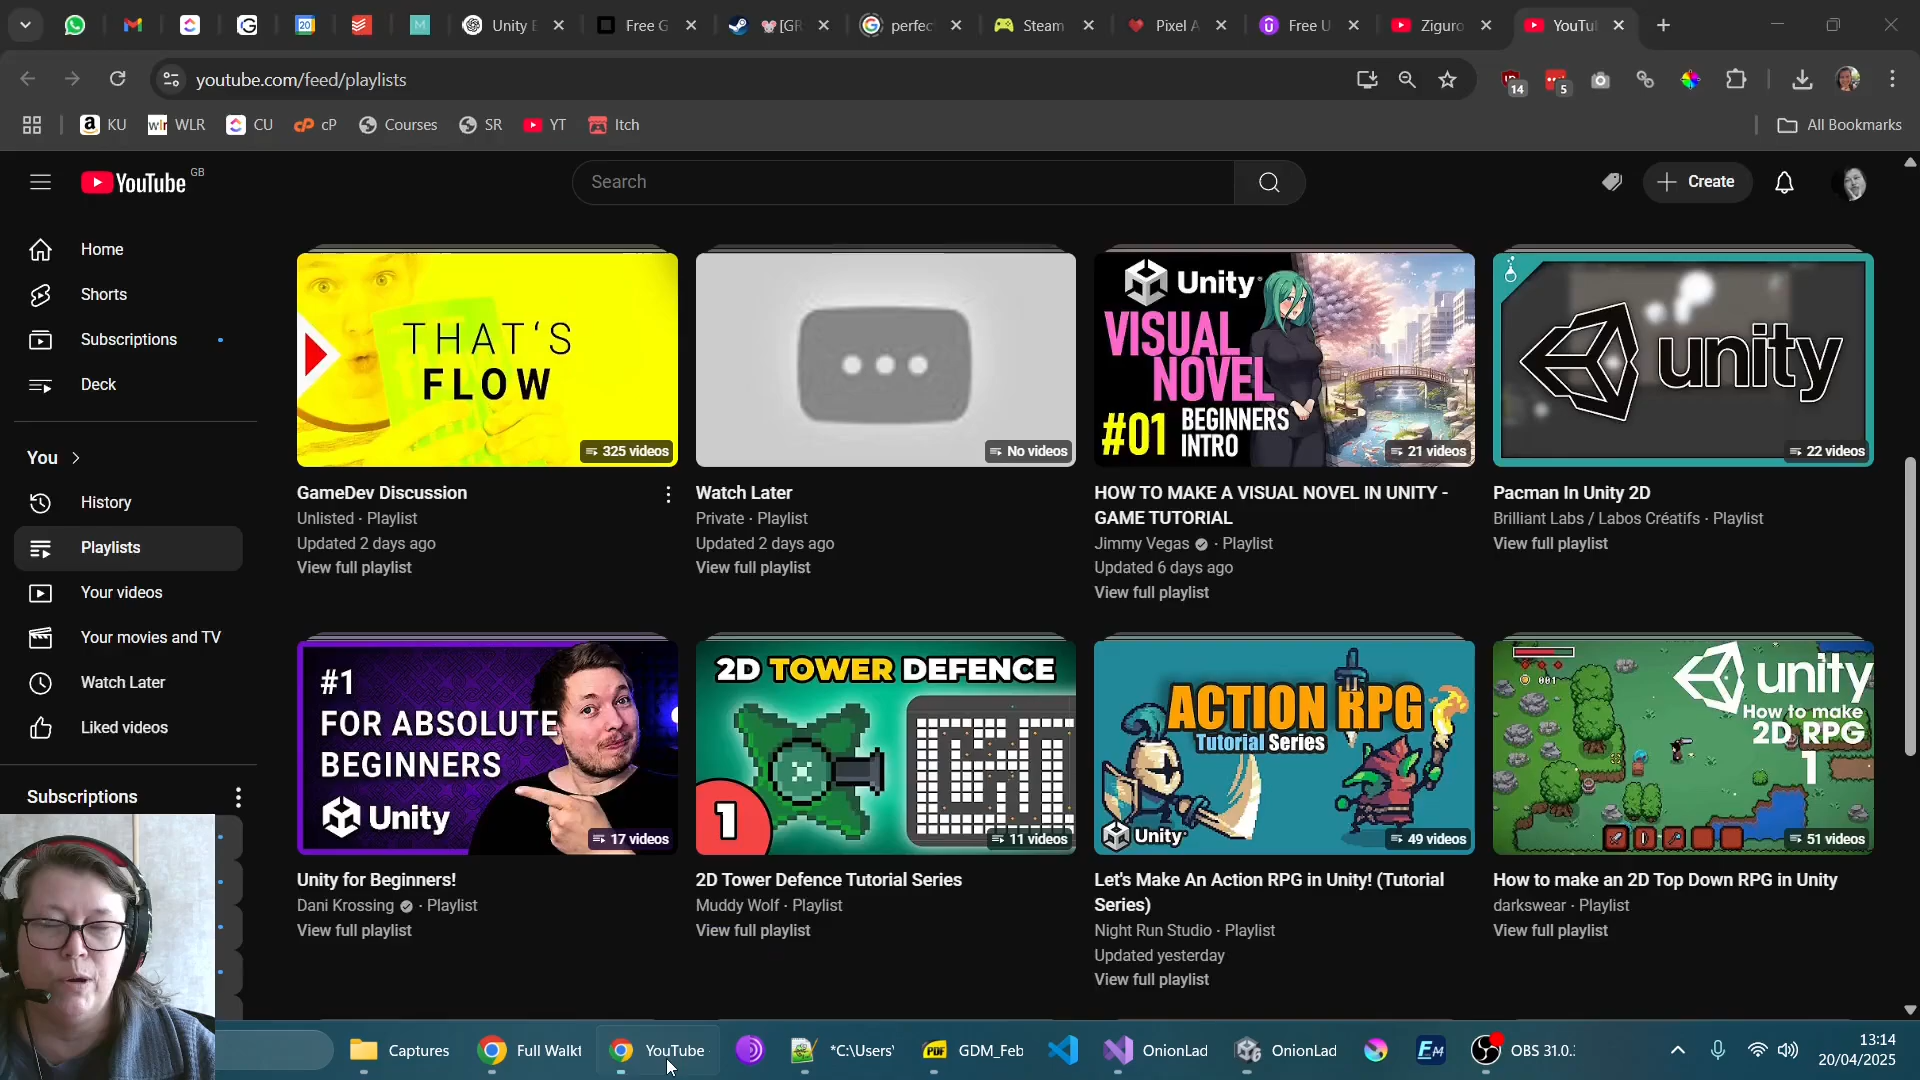 Unity E
Free G
[GR
perfec
Steam
Pixel A
Free U
Ziguro
YouTu
youtube.com/feed/playlists
14
5
KU
WLR
CU
cP
Courses
SR
YT
Itch
All Bookmarks
YouTube GB
Search
Create
Home
Shorts
Subscriptions
Deck
You
History
Playlists
Your videos
Your movies and TV
Watch Later
Liked videos
Subscriptions
THAT'S
FLOW
325 videos
GameDev Discussion
Unlisted · Playlist
Updated 2 days ago
View full playlist
No videos
Watch Later
Private · Playlist
Updated 2 days ago
View full playlist
Unity
VISUAL
NOVEL
#01 BEGINNERS
INTRO
21 videos
HOW TO MAKE A VISUAL NOVEL IN UNITY -
GAME TUTORIAL
Jimmy Vegas · Playlist
Updated 6 days ago
View full playlist
unity
22 videos
Pacman In Unity 2D
Brilliant Labs / Labos Créatifs · Playlist
View full playlist
#1
FOR ABSOLUTE
BEGINNERS
Unity
17 videos
Unity for Beginners!
Dani Krossing · Playlist
View full playlist
2D TOWER DEFENCE
1
11 videos
2D Tower Defence Tutorial Series
Muddy Wolf · Playlist
View full playlist
ACTION RPG
Tutorial Series
Unity
49 videos
Let's Make An Action RPG in Unity! (Tutorial
Series)
Night Run Studio · Playlist
Updated yesterday
View full playlist
001
unity
How to make
2D RPG
1
51 videos
How to make an 2D Top Down RPG in Unity
darkswear · Playlist
View full playlist
Captures
Full Walkt
YouTube
*C:\Users\
GDM_Feb
OnionLad
OnionLad
OBS 31.0.
13:14
20/04/2025